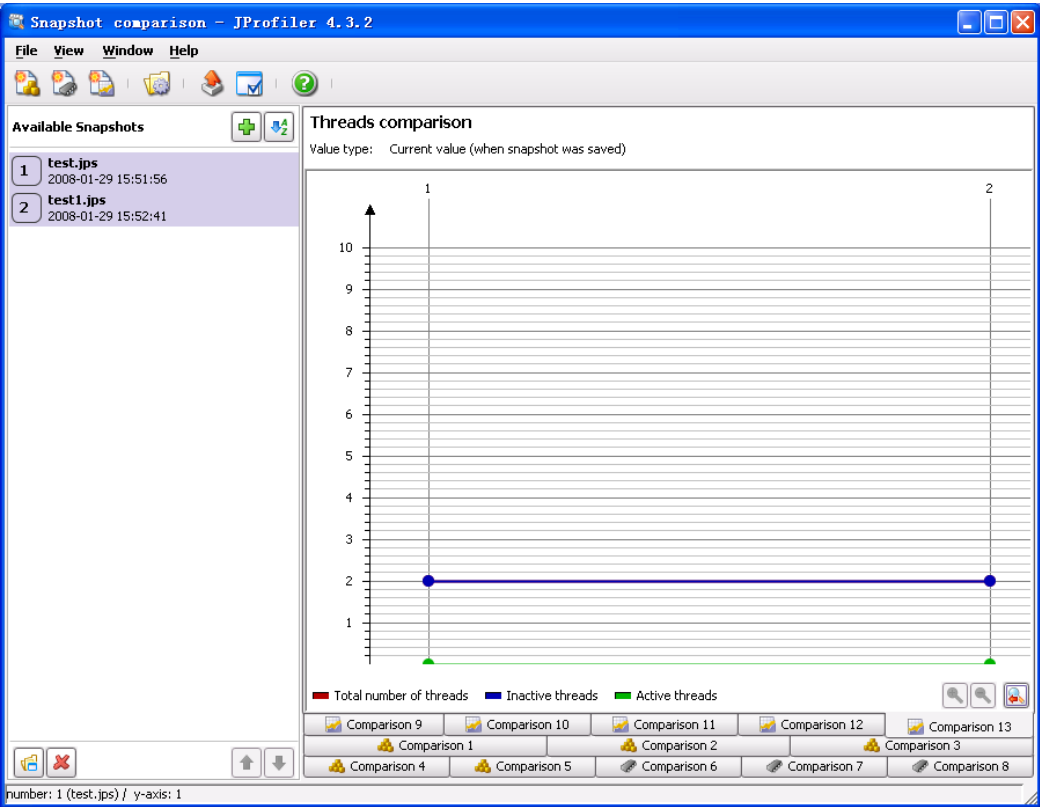 Snapshot comparison - JProfiler 4.3.2
File View Window Help
Available Snapshots
A
Z
1
test.jps
2008-01-29 15:51:56
2
test1.jps
2008-01-29 15:52:41
Threads comparison
Value type: Current value (when snapshot was saved)
1 2
10
9
8
7
6
5
4
3
2
1
Total number of threads Inactive threads Active threads
Comparison 9 Comparison 10 Comparison 11 Comparison 12 Comparison 13
Comparison 1 Comparison 2 Comparison 3
Comparison 4 Comparison 5 Comparison 6 Comparison 7 Comparison 8
number: 1 (test.jps) / y-axis: 1